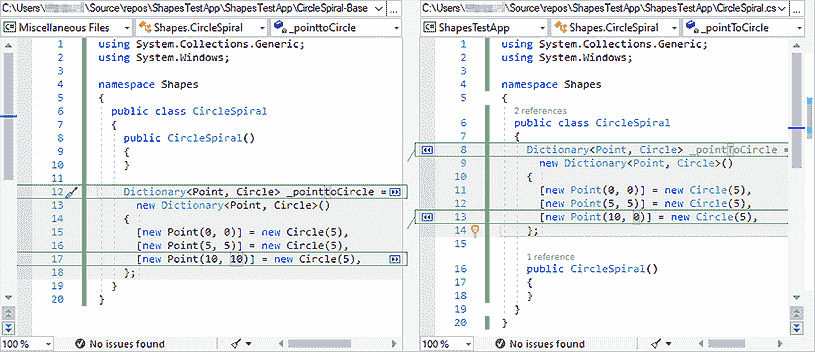 C:\Users\ \Source\repos\ShapesTestApp\ShapesTestApp\CircleSpiral-Base
...
Miscellaneous Files
Shapes.CircleSpiral
_pointtoCircle
1 using System.Collections.Generic;
2 using System.Windows;
3
4 namespace Shapes
5 {
6 public class CircleSpiral
7 {
8 public CircleSpiral()
9 {
10 }
11
12 Dictionary<Point, Circle> _pointtoCircle =
13 new Dictionary<Point, Circle>()
14 {
15 [new Point(0, 0)] = new Circle(5),
16 [new Point(5, 5)] = new Circle(5),
17 [new Point(10, 10)] = new Circle(5),
18 };
19 }
20 }
100 %
No issues found
C:\Users\ \Source\repos\ShapesTestApp\ShapesTestApp\CircleSpiral.cs
...
ShapesTestApp
Shapes.CircleSpiral
_pointToCircle
1 using System.Collections.Generic;
2 using System.Windows;
3
4 namespace Shapes
5 {
2 references
6 public class CircleSpiral
7 {
8 Dictionary<Point, Circle> _pointToCircle =
9 new Dictionary<Point, Circle>()
10 {
11 [new Point(0, 0)] = new Circle(5),
12 [new Point(5, 5)] = new Circle(5),
13 [new Point(10, 0)] = new Circle(5),
14 };
15
1 reference
16 public CircleSpiral()
17 {
18 }
19 }
20 }
100 %
No issues found